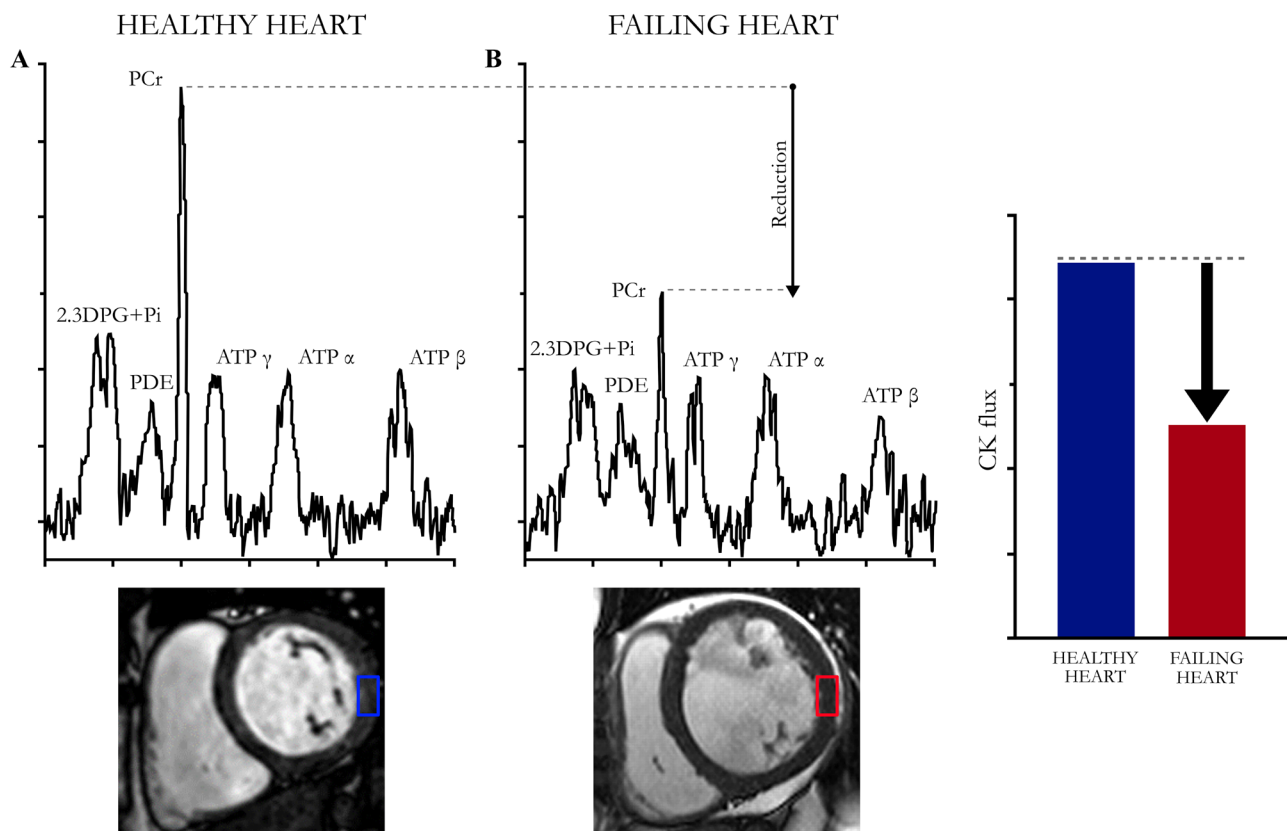 HEALTHY HEART
FAILING HEART
A
PCr
2.3DPG+Pi
PDE
ATP γ
ATP α
ATP β
B
Reduction
PCr
2.3DPG+Pi
PDE
ATP γ
ATP α
ATP β
CK flux
HEALTHY
HEART
FAILING
HEART